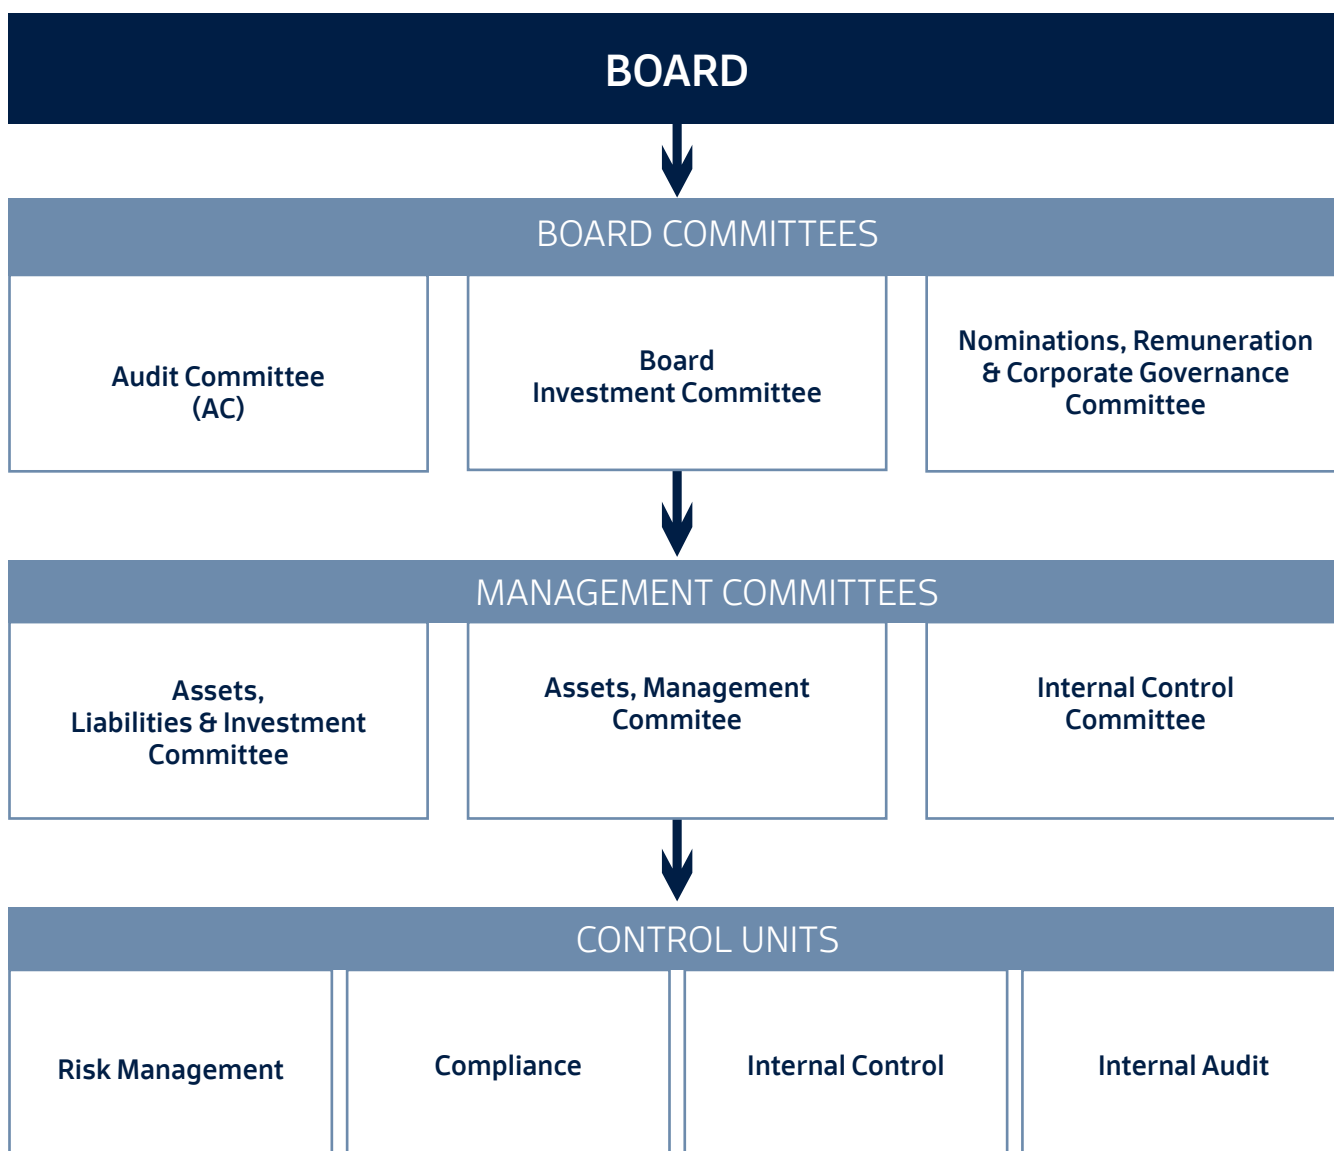 BOARD
BOARD COMMITTEES
Audit Committee
(AC)
Board
Investment Committee
Nominations, Remuneration
& Corporate Governance
Committee
MANAGEMENT COMMITTEES
Assets,
Liabilities & Investment
Committee
Assets, Management
Commitee
Internal Control
Committee
CONTROL UNITS
Risk Management
Compliance
Internal Control
Internal Audit